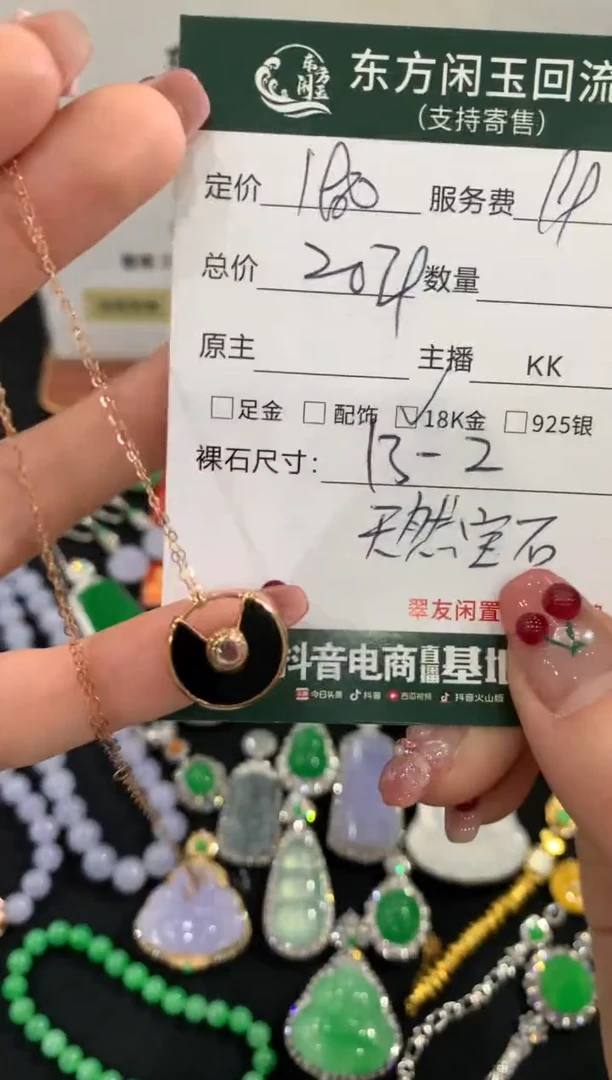 东方闲玉
东方闲玉回流
(支持寄售)
定价 服务费
总价 数量
原主 主播 KK
足金 配饰 18K金 925银
裸石尺寸: 13-2
天然宝石
翠友闲置
抖音电商直播基地
今日头条 抖音 西瓜视频 抖音火山版